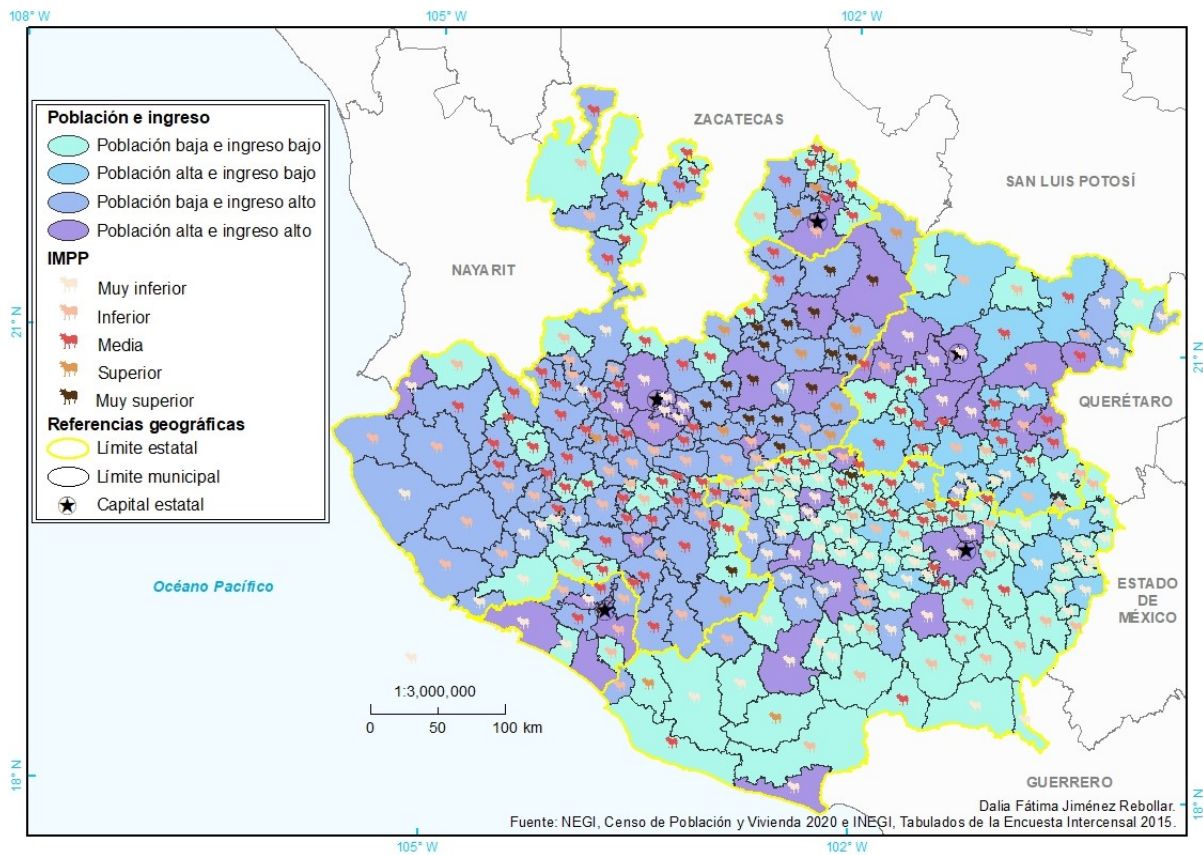 108° W
105° W
102° W
Población e ingreso
Población baja e ingreso bajo
Población alta e ingreso bajo
Población baja e ingreso alto
Población alta e ingreso alto
IMPP
Muy inferior
Inferior
Media
Superior
Muy superior
Referencias geográficas
Límite estatal
Límite municipal
Capital estatal
ZACATECAS
SAN LUIS POTOSÍ
NAYARIT
21° N
21° N
QUERÉTARO
Océano Pacífico
ESTADO
DE
MÉXICO
1:3,000,000
0 50 100 km
18° N
GUERRERO
18° N
Dalia Fátima Jiménez Rebollar.
Fuente: NEGI, Censo de Población y Vivienda 2020 e INEGI, Tabulados de la Encuesta Intercensal 2015.
105° W
102° W